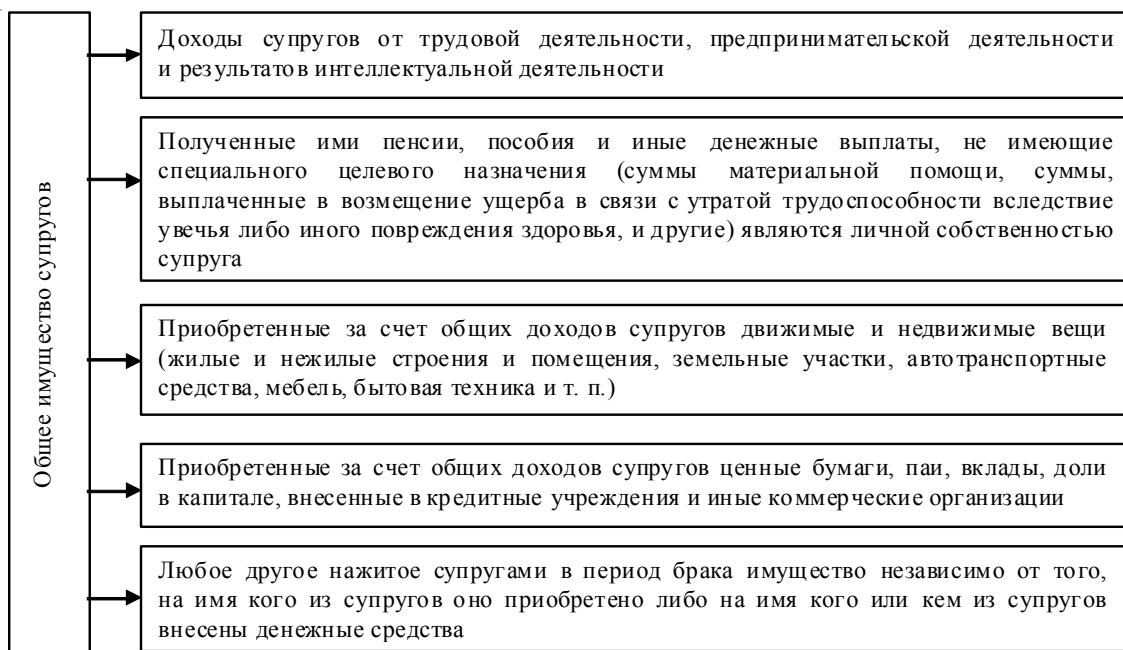 Общее имущество супругов
Доходы супругов от трудовой деятельности, предпринимательской деятельности
и результатов интеллектуальной деятельности
Полученные ими пенсии, пособия и иные денежные выплаты, не имеющие
специального целевого назначения (суммы материальной помощи, суммы,
выплаченные в возмещение ущерба в связи с утратой трудоспособности вследствие
увечья либо иного повреждения здоровья, и другие) являются личной собственностью
супруга
Приобретенные за счет общих доходов супругов движимые и недвижимые вещи
(жилые и нежилые строения и помещения, земельные участки, автотранспортные
средства, мебель, бытовая техника и т. п.)
Приобретенные за счет общих доходов супругов ценные бумаги, паи, вклады, доли
в капитале, внесенные в кредитные учреждения и иные коммерческие организации
Любое другое нажитое супругами в период брака имущество независимо от того,
на имя кого из супругов оно приобретено либо на имя кого или кем из супругов
внесены денежные средства